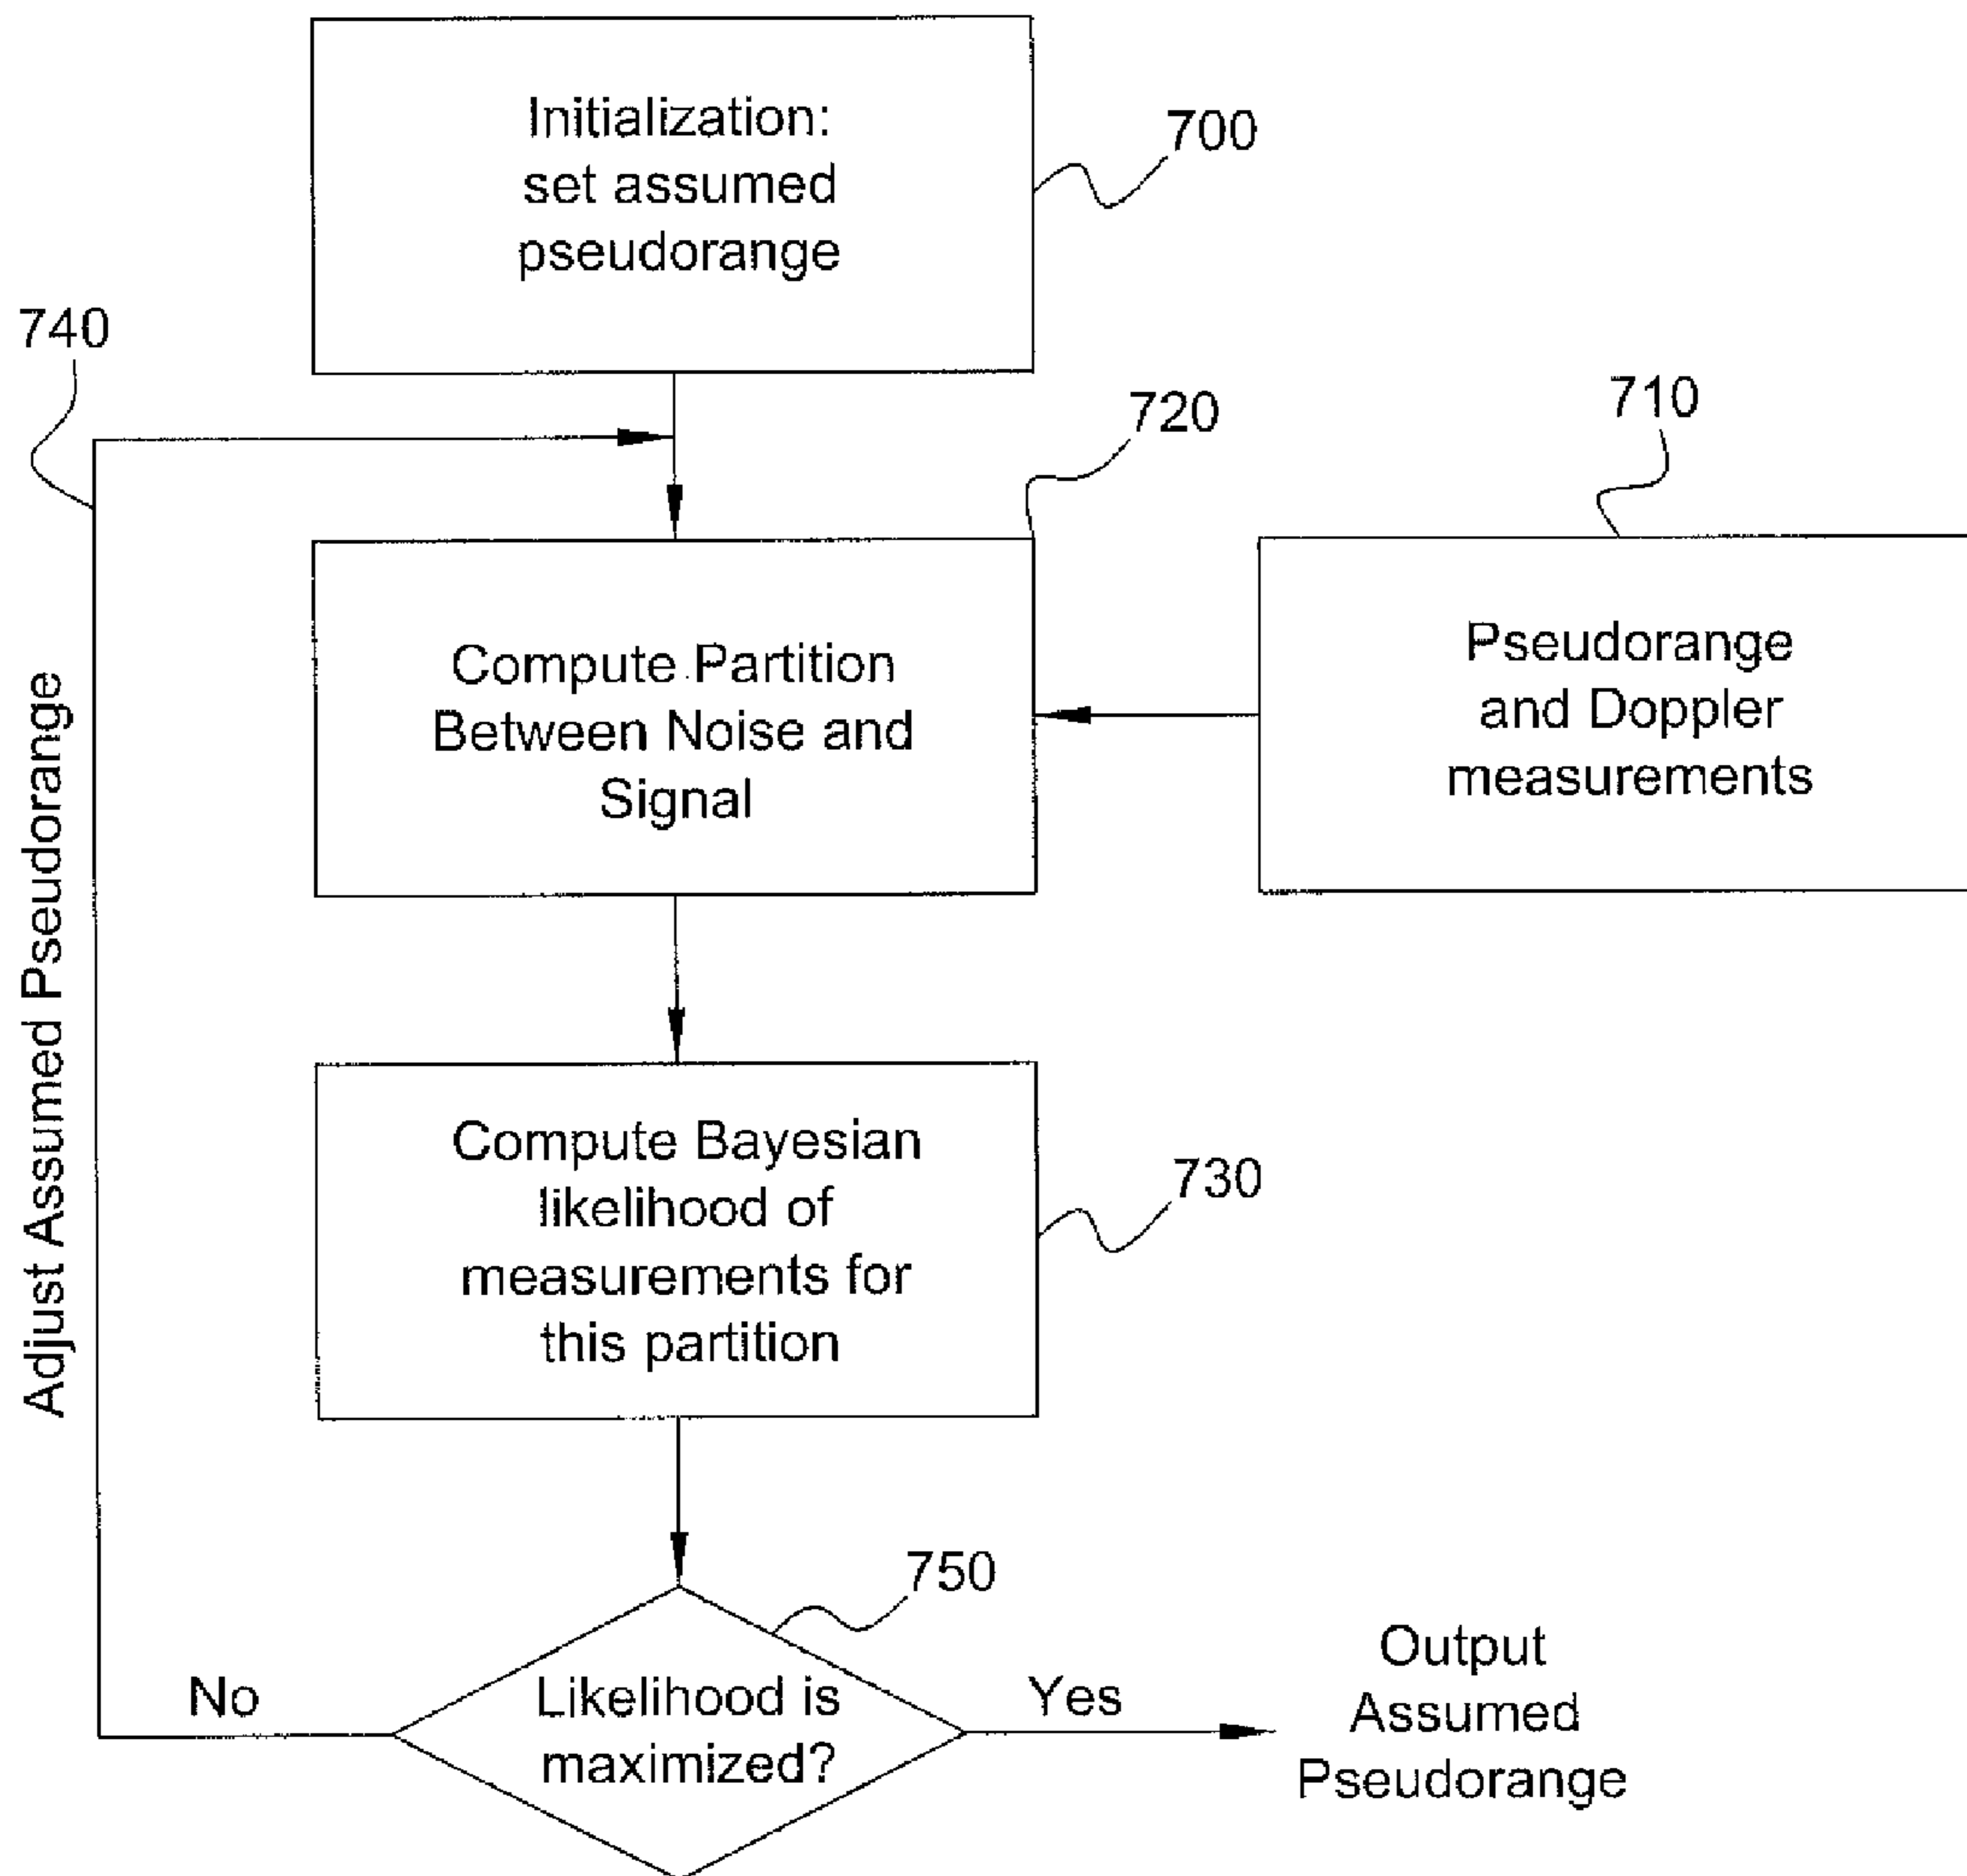 Initialization:
set assumed
pseudorange
700
740
720
710
Compute Partition
Between Noise and
Signal
Pseudorange
and Doppler
measurements
Adjust Assumed Pseudorange
Compute Bayesian
likelihood of
measurements for
this partition
730
750
No
Likelihood is
maximized?
Yes
Output
Assumed
Pseudorange